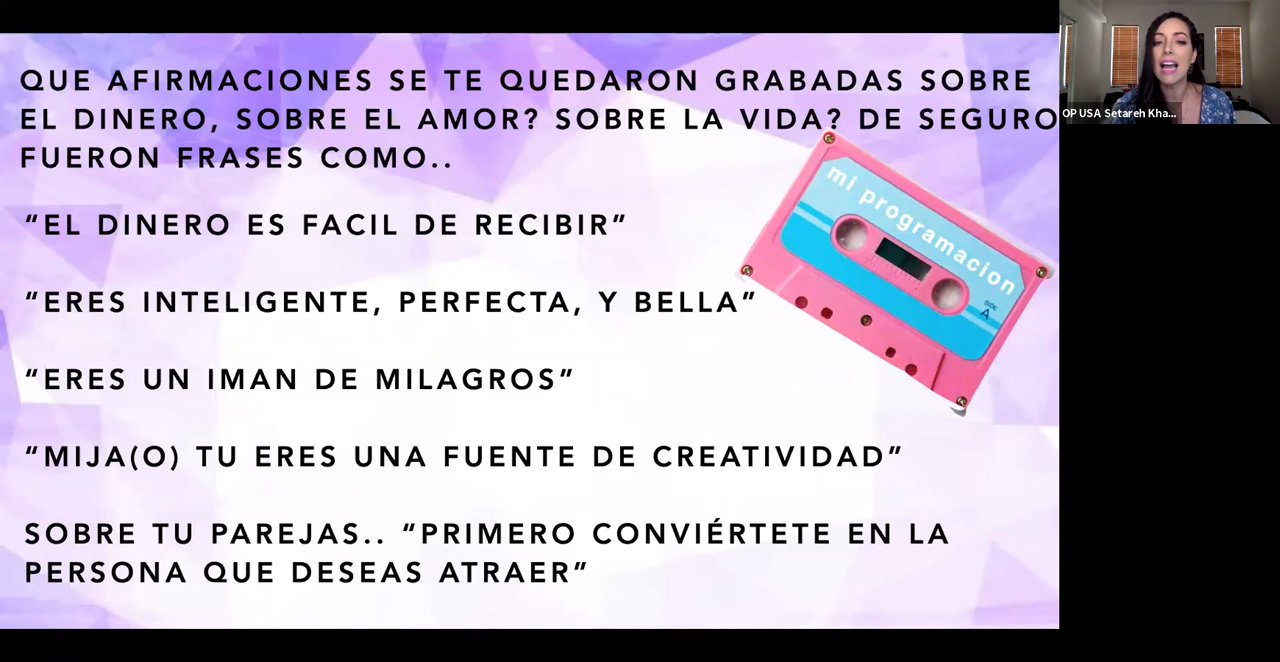 QUE AFIRMACIONES SE TE QUEDARON GRABADAS SOBRE
EL DINERO, SOBRE EL AMOR? SOBRE LA VIDA? DE SEGURO
FUERON FRASES COMO..
“EL DINERO ES FACIL DE RECIBIR”
“ERES INTELIGENTE, PERFECTA, Y BELLA”
“ERES UN IMAN DE MILAGROS”
“MIJA(O) TU ERES UNA FUENTE DE CREATIVIDAD”
SOBRE TU PAREJAS.. “PRIMERO CONVIÉRTETE EN LA
PERSONA QUE DESEAS ATRAER”
mi programacion
SIDE
A
OP USA Setareh Kha...